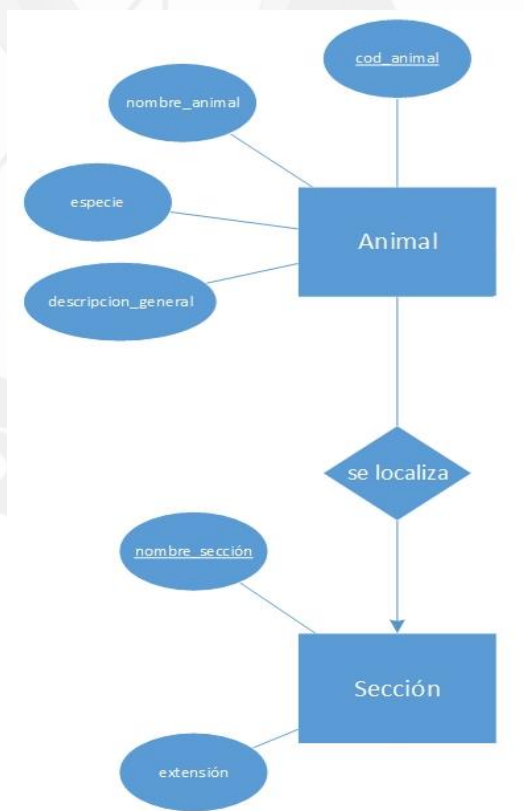 cod_animal
nombre_animal
especie
Animal
descripcion_general
se localiza
nombre_sección
Sección
extensión